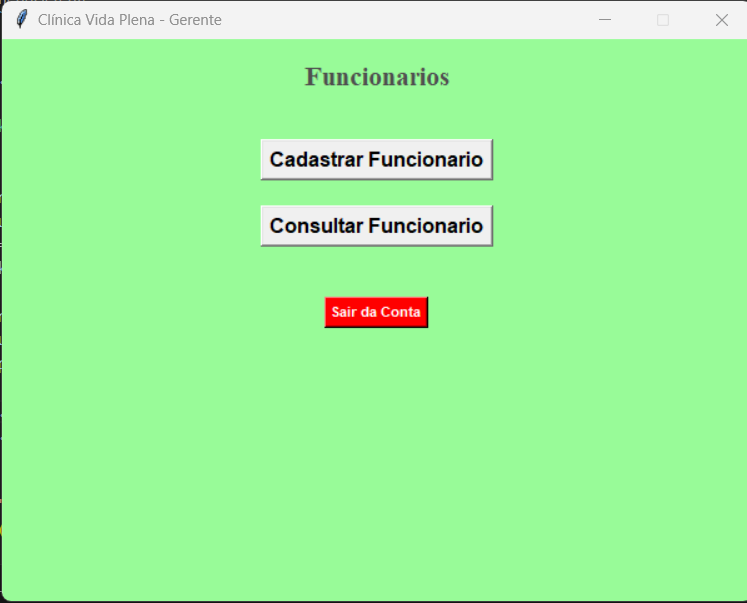 Clínica Vida Plena - Gerente
Funcionarios
Cadastrar Funcionario
Consultar Funcionario
Sair da Conta